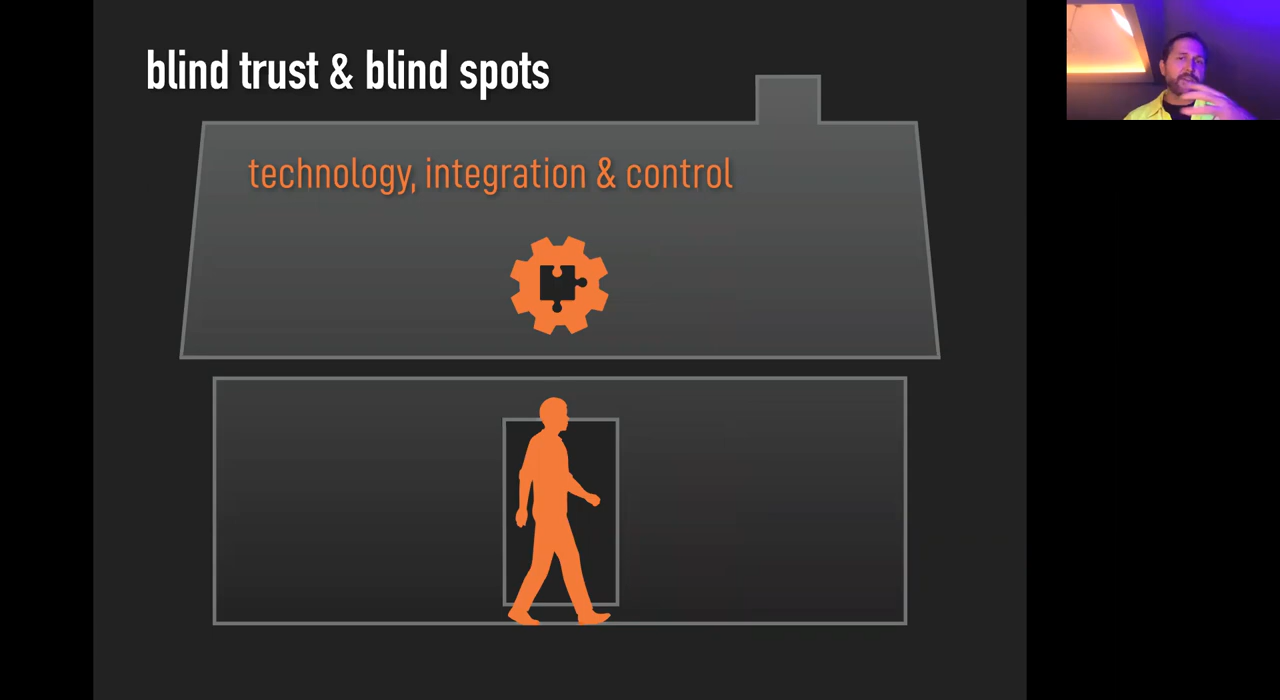 blind trust & blind spots
technology, integration & control